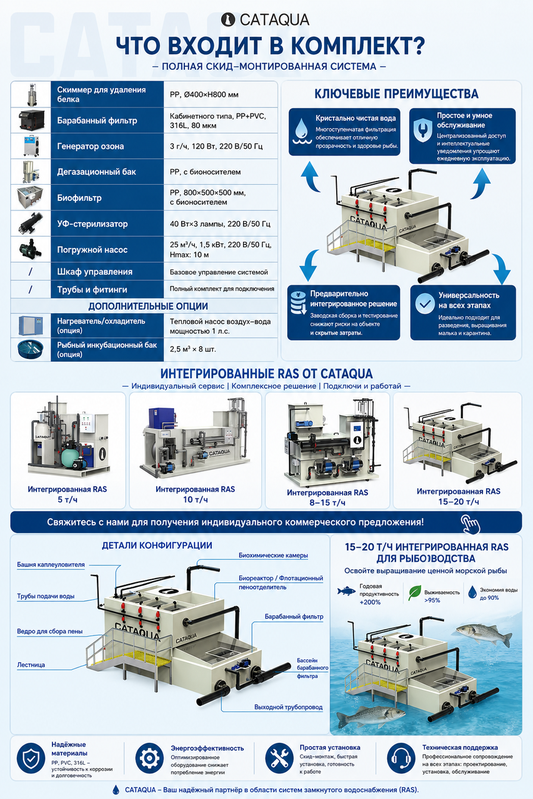 CATAQUA
CATAQUA
ЧТО ВХОДИТ В КОМПЛЕКТ?
— ПОЛНАЯ СКИД-МОНТИРОВАННАЯ СИСТЕМА —
Скиммер для удаления
белка
PP, Ø400×H800 мм
Барабанный фильтр
Кабинетного типа, PP+PVC,
316L, 80 мкм
Генератор озона
3 г/ч, 120 Вт, 220 В/50 Гц
Дегазационный бак
PP, с бионосителем
Биофильтр
PP, 800×500×500 мм,
с бионосителем
УФ-стерилизатор
40 Вт×3 лампы, 220 В/50 Гц
Погружной насос
25 м³/ч, 1,5 кВт, 220 В/50 Гц,
Hmax: 10 м
/
Шкаф управления
Базовое управление системой
/
Трубы и фитинги
Полный комплект для подключения
ДОПОЛНИТЕЛЬНЫЕ ОПЦИИ
Нагреватель/охладитель
(опция)
Тепловой насос воздух–вода
мощностью 1 л.с.
Рыбный инкубационный бак
(опция)
2,5 м³ × 8 шт.
КЛЮЧЕВЫЕ ПРЕИМУЩЕСТВА
Кристально чистая вода
Многоступенчатая фильтрация
обеспечивает отличную
прозрачность и здоровье рыбы.
Простое и умное
обслуживание
Централизованный доступ
и интеллектуальные
уведомления упрощают
ежедневную эксплуатацию.
CATAQUA
CATAQUA
Предварительно
интегрированное решение
Заводская сборка и тестирование
снижают риски на объекте
и скрытые затраты.
Универсальность
на всех этапах
Идеально подходит для
разведения, выращивания
малька и карантина.
ИНТЕГРИРОВАННЫЕ RAS ОТ CATAQUA
— Индивидуальный сервис | Комплексное решение | Подключи и работай —
CATAQUA
CATAQUA
CATAQUA
CATAQUA
Интегрированная RAS
5 т/ч
Интегрированная RAS
10 т/ч
Интегрированная RAS
8–15 т/ч
Интегрированная RAS
15–20 т/ч
Свяжитесь с нами для получения индивидуального коммерческого предложения!
ДЕТАЛИ КОНФИГУРАЦИИ
Башня каплеуловителя
Трубы подачи воды
Ведро для сбора пены
Лестница
Биохимические камеры
Биореактор / Флотационный
пеноотделитель
Барабанный фильтр
Бассейн
барабанного
фильтра
Выходной трубопровод
CATAQUA
CATAQUA
15–20 Т/Ч ИНТЕГРИРОВАННАЯ RAS
ДЛЯ РЫБОВОДСТВА
Освойте выращивание ценной морской рыбы
Годовая
продуктивность
+200%
Выживаемость
>95%
Экономия воды
до 90%
CATAQUA
CATAQUA
Надёжные
материалы
PP, PVC, 316L –
устойчивость к коррозии
и долговечность
Энергоэффективность
Оптимизированное
оборудование снижает
потребление энергии
Простая установка
Скид-монтаж, быстрая
установка, готовность
к работе
Техническая поддержка
Профессиональное сопровождение
на всех этапах: проектирование,
установка, обслуживание
CATAQUA – Ваш надёжный партнёр в области систем замкнутого водоснабжения (RAS).